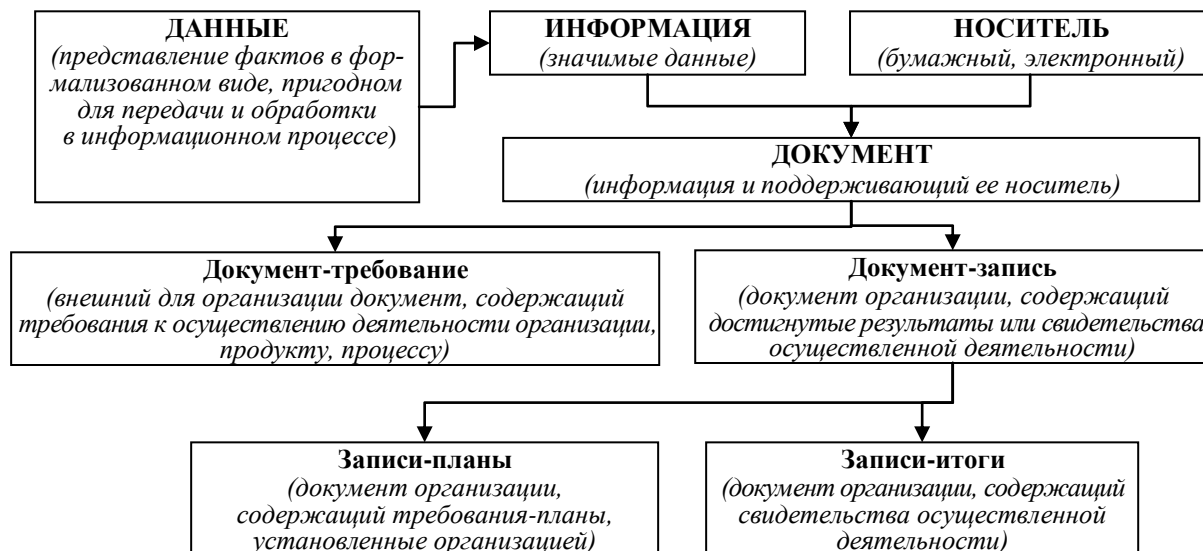 ДАННЫЕ
(представление фактов в фор-
мализованном виде, пригодном
для передачи и обработки
в информационном процессе)
ИНФОРМАЦИЯ
(значимые данные)
НОСИТЕЛЬ
(бумажный, электронный)
ДОКУМЕНТ
(информация и поддерживающий ее носитель)
Документ-требование
(внешний для организации документ, содержащий
требования к осуществлению деятельности организации,
продукту, процессу)
Документ-запись
(документ организации, содержащий
достигнутые результаты или свидетельства
осуществленной деятельности)
Записи-планы
(документ организации,
содержащий требования-планы,
установленные организацией)
Записи-итоги
(документ организации, содержащий
свидетельства осуществленной
деятельности)